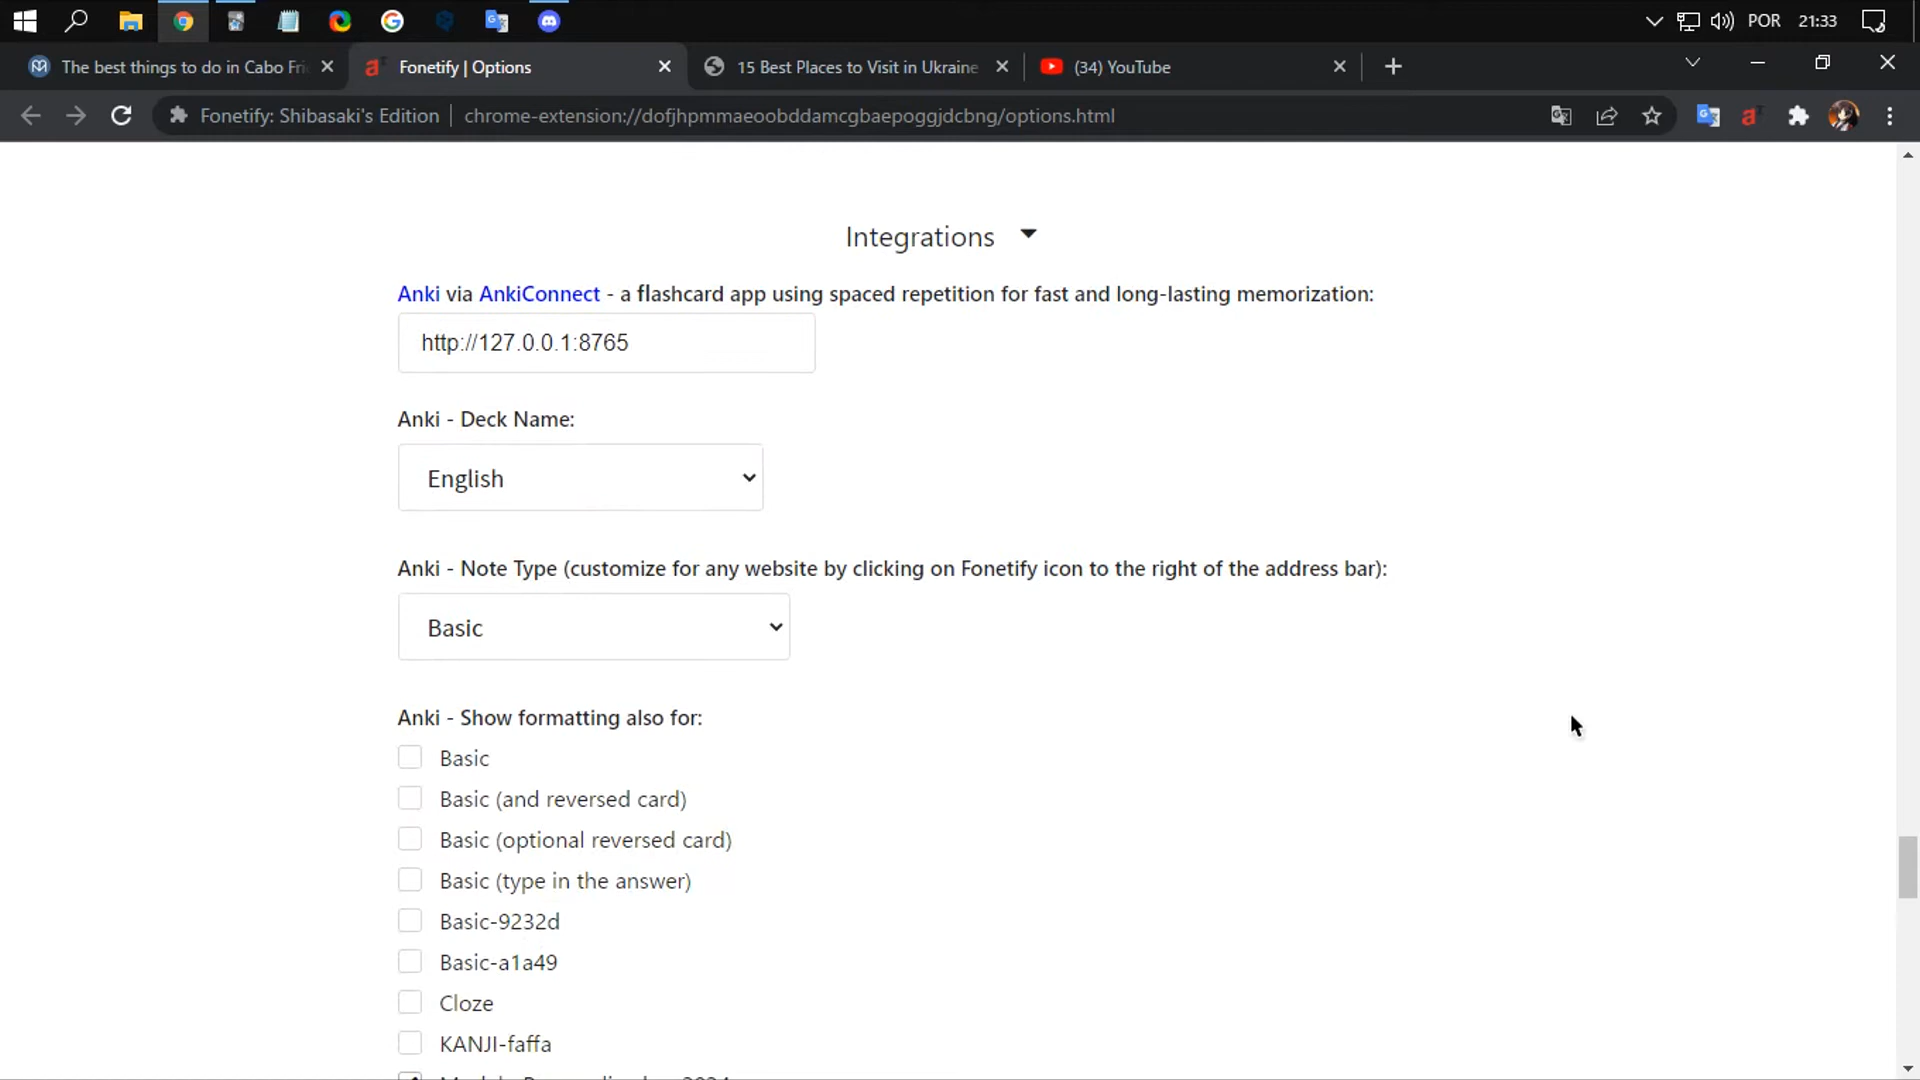 POR 21:33
The best things to do in Cabo Fri
Fonetify | Options
15 Best Places to Visit in Ukraine
(34) YouTube
Fonetify: Shibasaki's Edition | chrome-extension://dofjhpmmaeoobddamcgbaepoggjdcbng/options.html
Integrations
Anki via AnkiConnect - a flashcard app using spaced repetition for fast and long-lasting memorization:
http://127.0.0.1:8765
Anki - Deck Name:
English
Anki - Note Type (customize for any website by clicking on Fonetify icon to the right of the address bar):
Basic
Anki - Show formatting also for:
Basic
Basic (and reversed card)
Basic (optional reversed card)
Basic (type in the answer)
Basic-9232d
Basic-a1a49
Cloze
KANJI-faffa